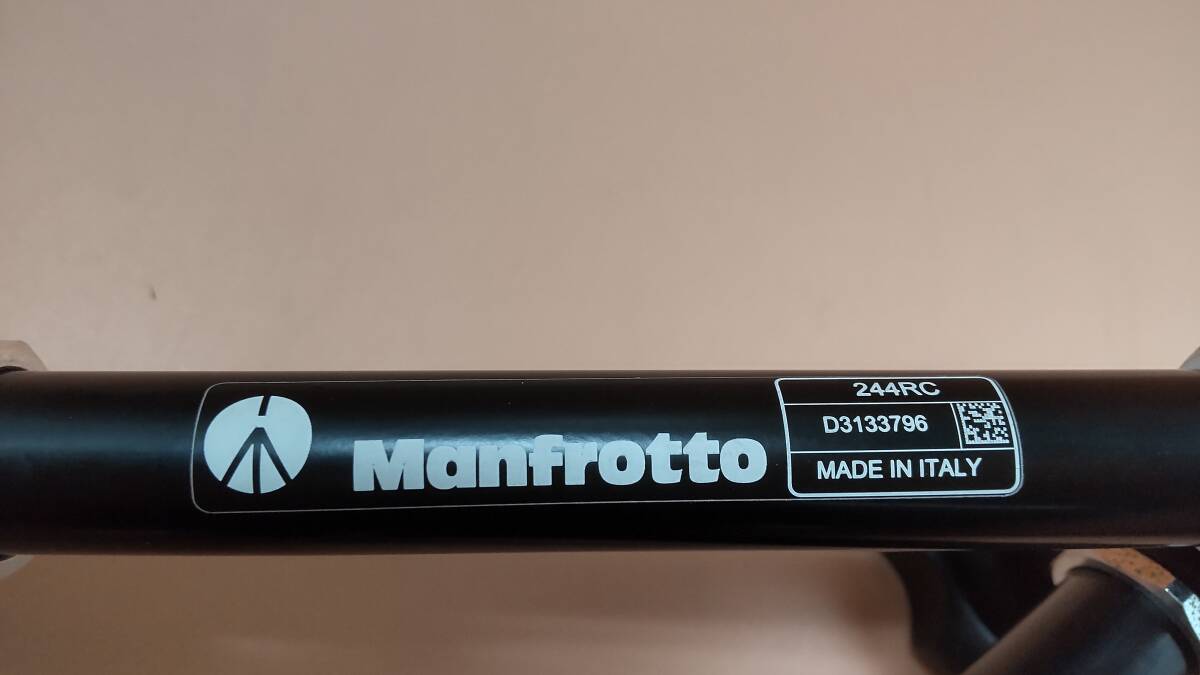 Manfrotto
244RC
D3133796
MADE IN ITALY